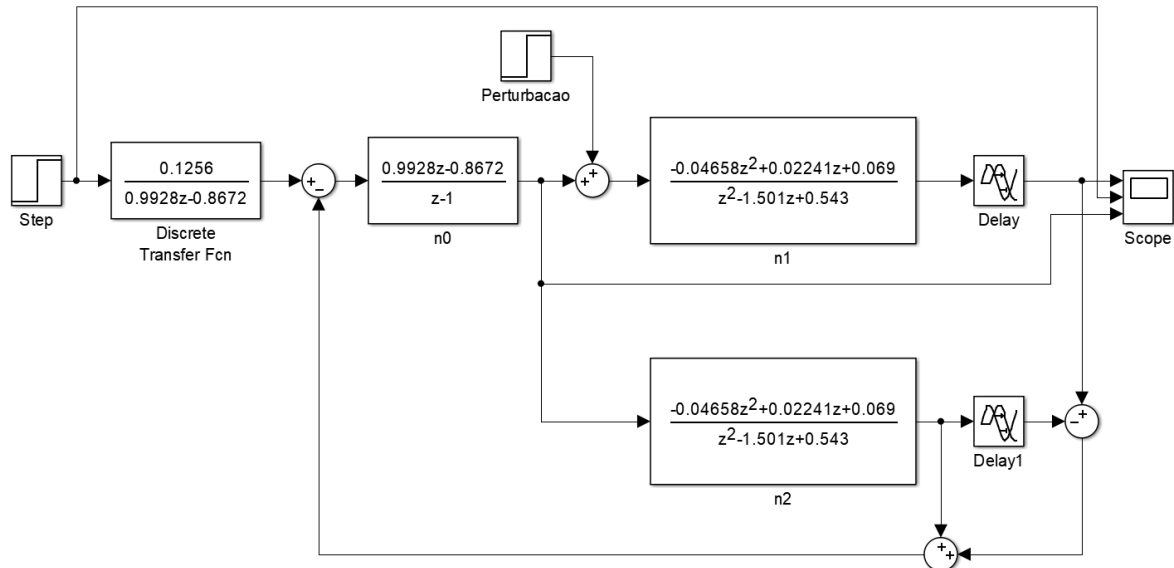 Perturbacao
Step
0.1256
0.9928z-0.8672
Discrete
Transfer Fcn
+
−
0.9928z-0.8672
z-1
n0
+
+
-0.04658z²+0.02241z+0.069
z²-1.501z+0.543
n1
Delay
Scope
-0.04658z²+0.02241z+0.069
z²-1.501z+0.543
n2
Delay1
+
−
+
+